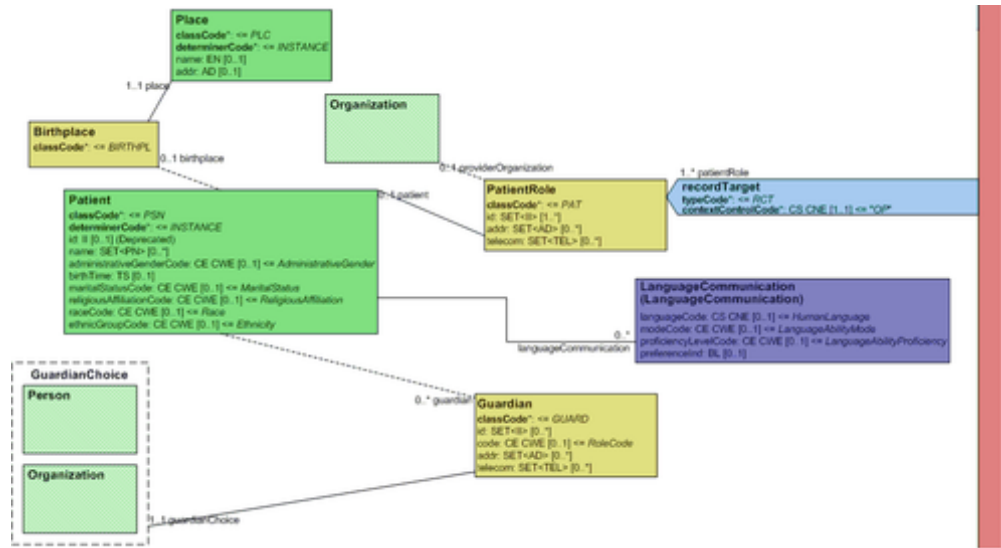 Place
classCode*: <= PLC
determinerCode*: <= INSTANCE
name: EN [0..1]
addr: AD [0..1]
1..1 place
Organization
Birthplace
classCode*: <= BIRTHPL
0..1 birthplace
0..1 providerOrganization
1..* patientRole
recordTarget
typeCode*: <= RCT
contextControlCode*: CS CNE [1..1] <= "OP"
PatientRole
classCode*: <= PAT
id: SET<II> [1..*]
addr: SET<AD> [0..*]
telecom: SET<TEL> [0..*]
0..1 patient
Patient
classCode*: <= PSN
determinerCode*: <= INSTANCE
id: II [0..1] (Deprecated)
name: SET<PN> [0..*]
administrativeGenderCode: CE CWE [0..1] <= AdministrativeGender
birthTime: TS [0..1]
maritalStatusCode: CE CWE [0..1] <= MaritalStatus
religiousAffiliationCode: CE CWE [0..1] <= ReligiousAffiliation
raceCode: CE CWE [0..1] <= Race
ethnicGroupCode: CE CWE [0..1] <= Ethnicity
LanguageCommunication
(LanguageCommunication)
languageCode: CS CNE [0..1] <= HumanLanguage
modeCode: CE CWE [0..1] <= LanguageAbilityMode
proficiencyLevelCode: CE CWE [0..1] <= LanguageAbilityProficiency
preferenceInd: BL [0..1]
0..*
languageCommunication
GuardianChoice
Person
Organization
0..* guardian
Guardian
classCode*: <= GUARD
id: SET<II> [0..*]
code: CE CWE [0..1] <= RoleCode
addr: SET<AD> [0..*]
telecom: SET<TEL> [0..*]
1..1 guardianChoice